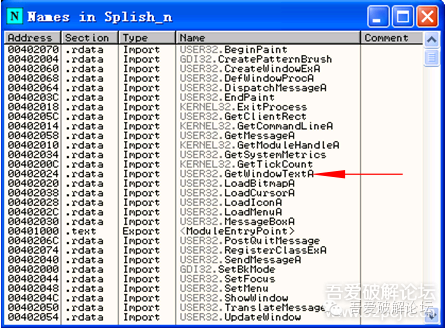 N Names in Splish_n
Address Section Type Name Comment
00402070 .rdata Import USER32.BeginPaint
00402004 .rdata Import GDI32.CreatePatternBrush
00402060 .rdata Import USER32.CreateWindowExA
00402068 .rdata Import USER32.DefWindowProcA
00402064 .rdata Import USER32.DispatchMessageA
0040203C .rdata Import USER32.EndPaint
00402018 .rdata Import KERNEL32.ExitProcess
0040205C .rdata Import USER32.GetClientRect
00402014 .rdata Import KERNEL32.GetCommandLineA
00402058 .rdata Import USER32.GetMessageA
00402010 .rdata Import KERNEL32.GetModuleHandleA
00402034 .rdata Import USER32.GetSystemMetrics
0040200C .rdata Import KERNEL32.GetTickCount
00402024 .rdata Import USER32.GetWindowTextA
00402020 .rdata Import USER32.LoadBitmapA
00402038 .rdata Import USER32.LoadCursorA
00402028 .rdata Import USER32.LoadIconA
0040202C .rdata Import USER32.LoadMenuA
00402030 .rdata Import USER32.MessageBoxA
00401000 .text Export <ModuleEntryPoint>
0040206C .rdata Import USER32.PostQuitMessage
00402074 .rdata Import USER32.RegisterClassExA
00402040 .rdata Import USER32.SendMessageA
00402000 .rdata Import GDI32.SetBkMode
00402044 .rdata Import USER32.SetFocus
00402048 .rdata Import USER32.SetMenu
0040204C .rdata Import USER32.ShowWindow
00402050 .rdata Import USER32.TranslateMessage
00402054 .rdata Import USER32.UpdateWindow
吾爱破解论坛
吾爱破解论坛